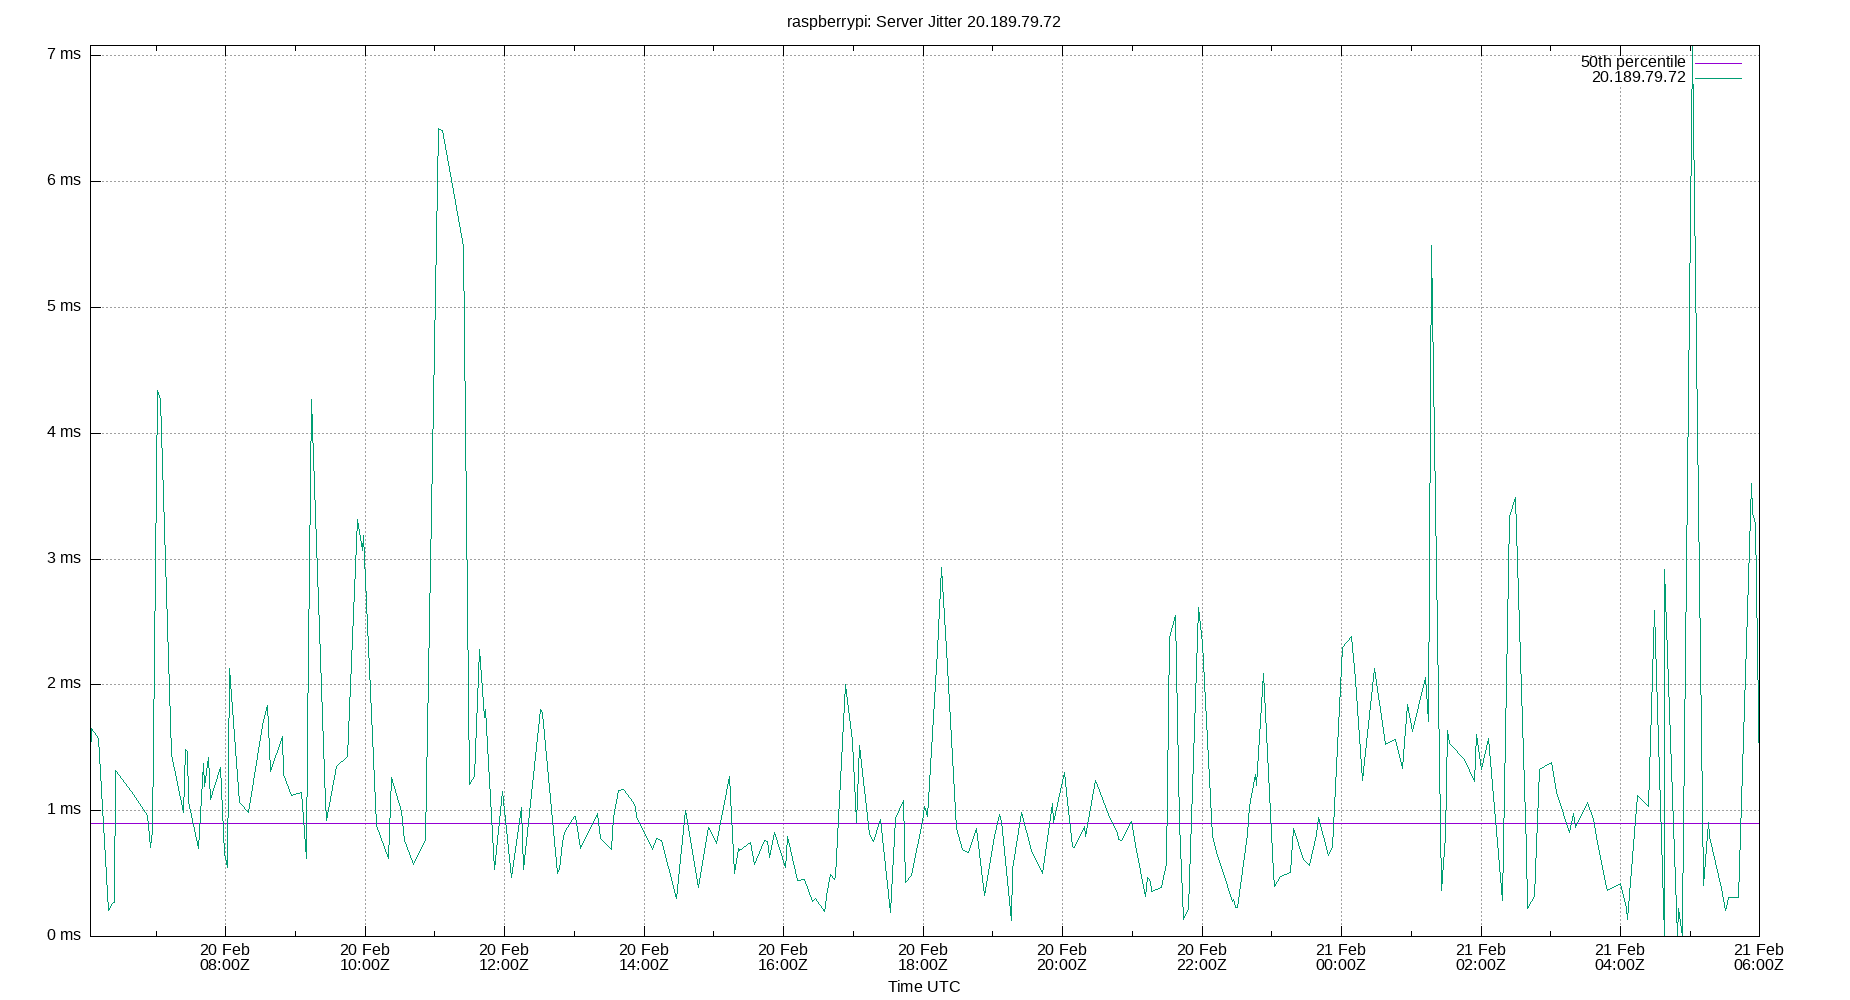 raspberrypi: Server Jitter 20.189.79.72
7 ms
6 ms
5 ms
4 ms
3 ms
2 ms
1 ms
0 ms
50th percentile
20.189.79.72
20 Feb
08:00Z
20 Feb
10:00Z
20 Feb
12:00Z
20 Feb
14:00Z
20 Feb
16:00Z
20 Feb
18:00Z
20 Feb
20:00Z
20 Feb
22:00Z
21 Feb
00:00Z
21 Feb
02:00Z
21 Feb
04:00Z
21 Feb
06:00Z
Time UTC